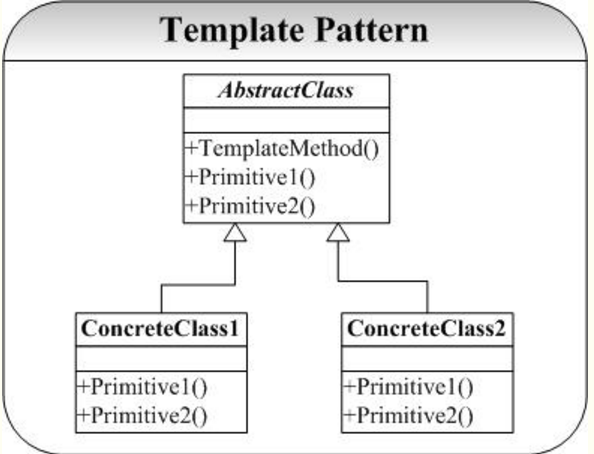 Template Pattern
AbstractClass
+TemplateMethod()
+Primitive1()
+Primitive2()
ConcreteClass1
+Primitive1()
+Primitive2()
ConcreteClass2
+Primitive1()
+Primitive2()